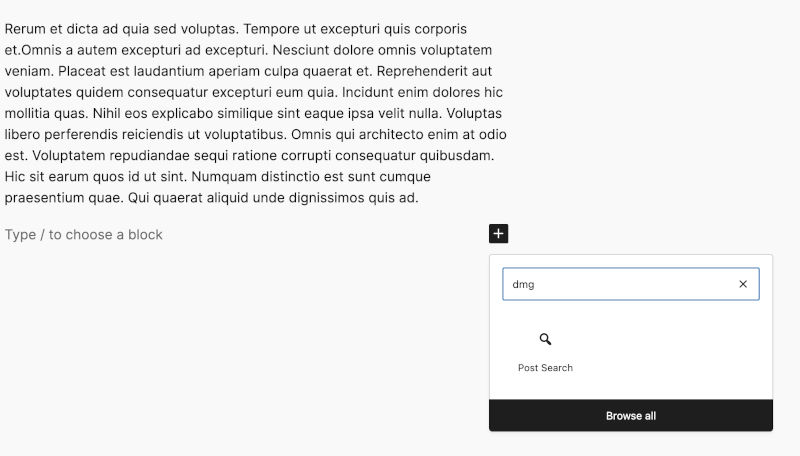 Rerum et dicta ad quia sed voluptas. Tempore ut excepturi quis corporis
et.Omnis a autem excepturi ad excepturi. Nesciunt dolore omnis voluptatem
veniam. Placeat est laudantium aperiam culpa quaerat et. Reprehenderit aut
voluptates quidem consequatur excepturi eum quia. Incidunt enim dolores hic
mollitia quas. Nihil eos explicabo similique sint eaque ipsa velit nulla. Voluptas
libero perferendis reiciendis ut voluptatibus. Omnis qui architecto enim at odio
est. Voluptatem repudiandae sequi ratione corrupti consequatur quibusdam.
Hic sit earum quos id ut sint. Numquam distinctio est sunt cumque
praesentium quae. Qui quaerat aliquid unde dignissimos quis ad.
Type / to choose a block
dmg
Post Search
Browse all